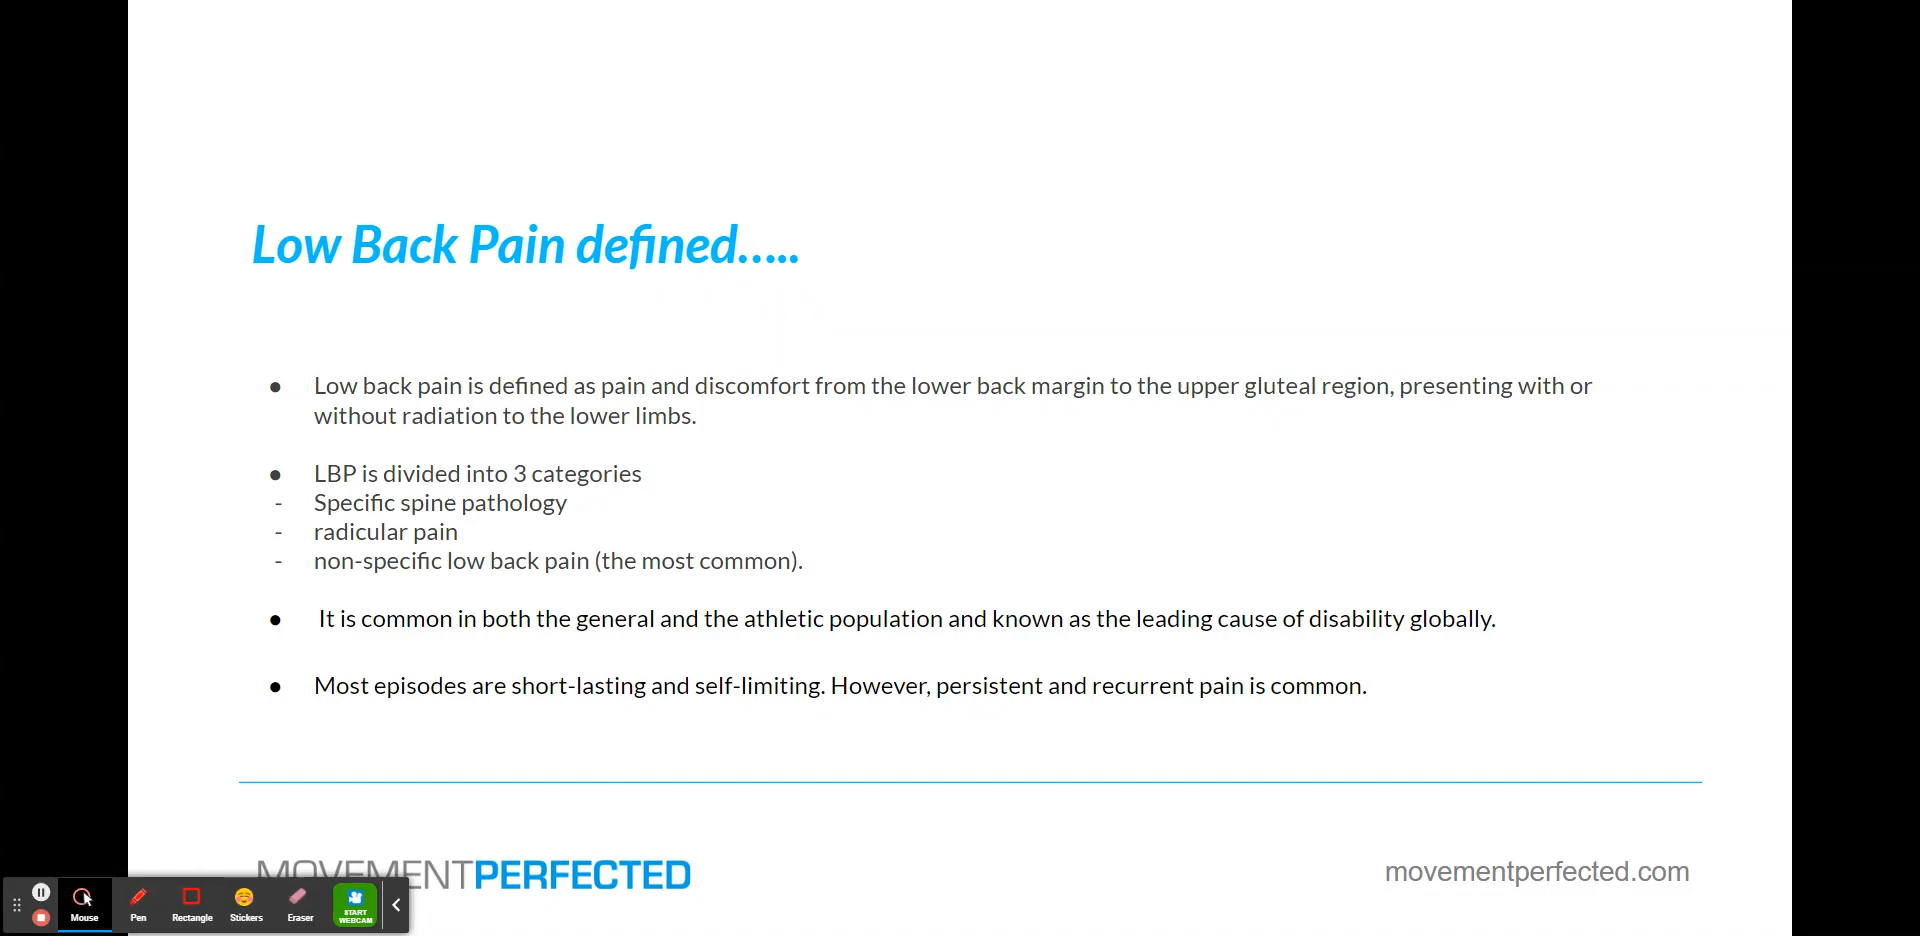 Low Back Pain defined.....
● Low back pain is defined as pain and discomfort from the lower back margin to the upper gluteal region, presenting with or
without radiation to the lower limbs.
● LBP is divided into 3 categories
- Specific spine pathology
- radicular pain
- non-specific low back pain (the most common).
● It is common in both the general and the athletic population and known as the leading cause of disability globally.
● Most episodes are short-lasting and self-limiting. However, persistent and recurrent pain is common.
MOVEMENTPERFECTED
movementperfected.com
Mouse
Pen
Rectangle
Stickers
Eraser
START
WEBCAM